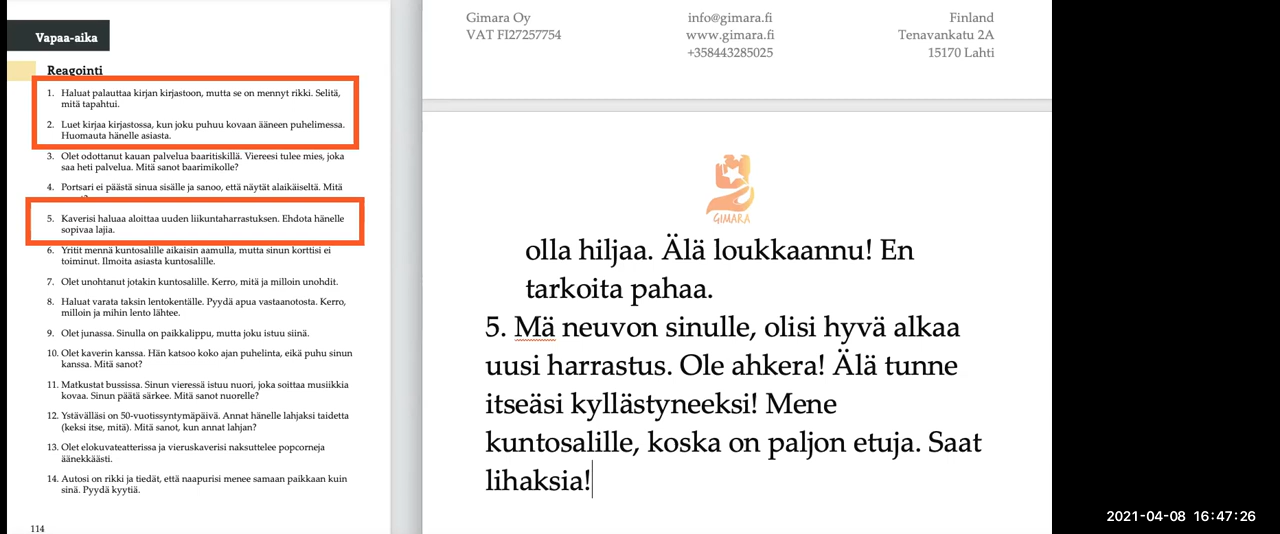 Vapaa-aika
Reagointi
1. Haluat palauttaa kirjan kirjastoon, mutta se on mennyt rikki. Selitä,
mitä tapahtui.
2. Luet kirjaa kirjastossa, kun joku puhuu kovaan ääneen puhelimessa.
Huomauta hänelle asiasta.
3. Olet odottanut kauan palvelua baaritiskillä. Viereesi tulee mies, joka
saa heti palvelua. Mitä sanot baarimikolle?
4. Portsari ei päästä sinua sisälle ja sanoo, että näytät alaikäiseltä. Mitä
5. Kaverisi haluaa aloittaa uuden liikuntaharrastuksen. Ehdota hänelle
sopivaa lajia.
6. Yritit mennä kuntosalille aikaisin aamulla, mutta sinun korttisi ei
toiminut. Ilmoita asiasta kuntosalille.
7. Olet unohtanut jotakin kuntosalille. Kerro, mitä ja milloin unohdit.
8. Haluat varata taksin lentokentälle. Pyydä apua vastaanotosta. Kerro,
milloin ja mihin lento lähtee.
9. Olet junassa. Sinulla on paikkalippu, mutta joku istuu siinä.
10. Olet kaverin kanssa. Hän katsoo koko ajan puhelinta, eikä puhu sinun
kanssa. Mitä sanot?
11. Matkustat bussissa. Sinun vieressä istuu nuori, joka soittaa musiikkia
kovaa. Sinun päätä särkee. Mitä sanot nuorelle?
12. Ystävälläsi on 50-vuotissyntymäpäivä. Annat hänelle lahjaksi taidetta
(keksi itse, mitä). Mitä sanot, kun annat lahjan?
13. Olet elokuvateatterissa ja vieruskaverisi naksuttelee popcorneja
äänekkäästi.
14. Autosi on rikki ja tiedät, että naapurisi menee samaan paikkaan kuin
sinä. Pyydä kyytiä.
114
Gimara Oy
VAT FI27257754
info@gimara.fi
www.gimara.fi
+358443285025
Finland
Tenavankatu 2A
15170 Lahti
GIMARA
olla hiljaa. Älä loukkaannu! En
tarkoita pahaa.
5. Mä neuvon sinulle, olisi hyvä alkaa
uusi harrastus. Ole ahkera! Älä tunne
itseäsi kyllästyneeksi! Mene
kuntosalille, koska on paljon etuja. Saat
lihaksia!
2021-04-08 16:47:26